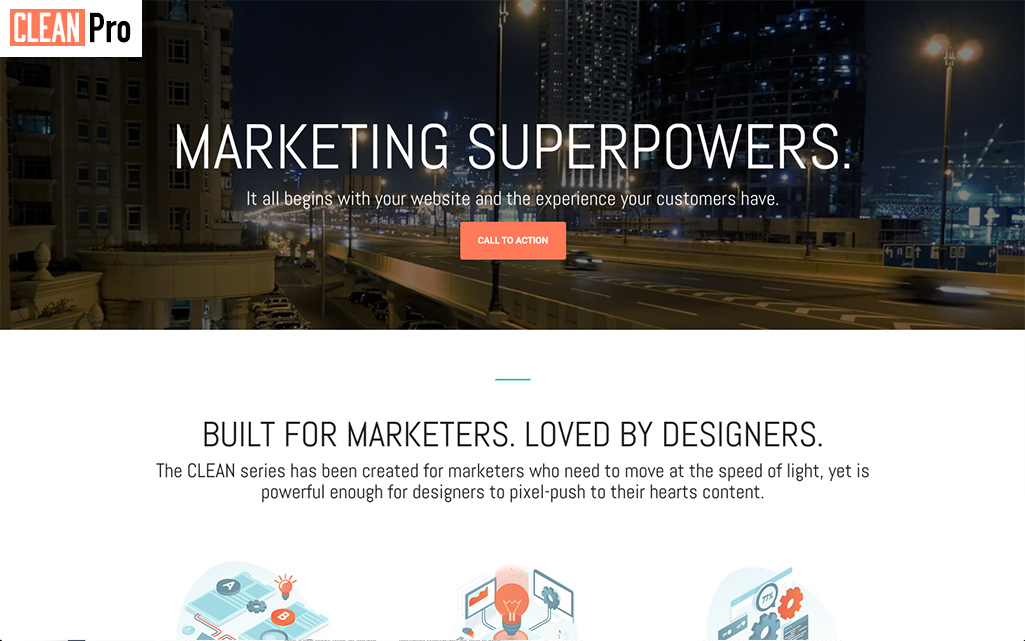 CLEAN Pro
MARKETING SUPERPOWERS.
It all begins with your website and the experience your customers have.
CALL TO ACTION
BUILT FOR MARKETERS. LOVED BY DESIGNERS.
The CLEAN series has been created for marketers who need to move at the speed of light, yet is
powerful enough for designers to pixel-push to their hearts content.
A
B
77%